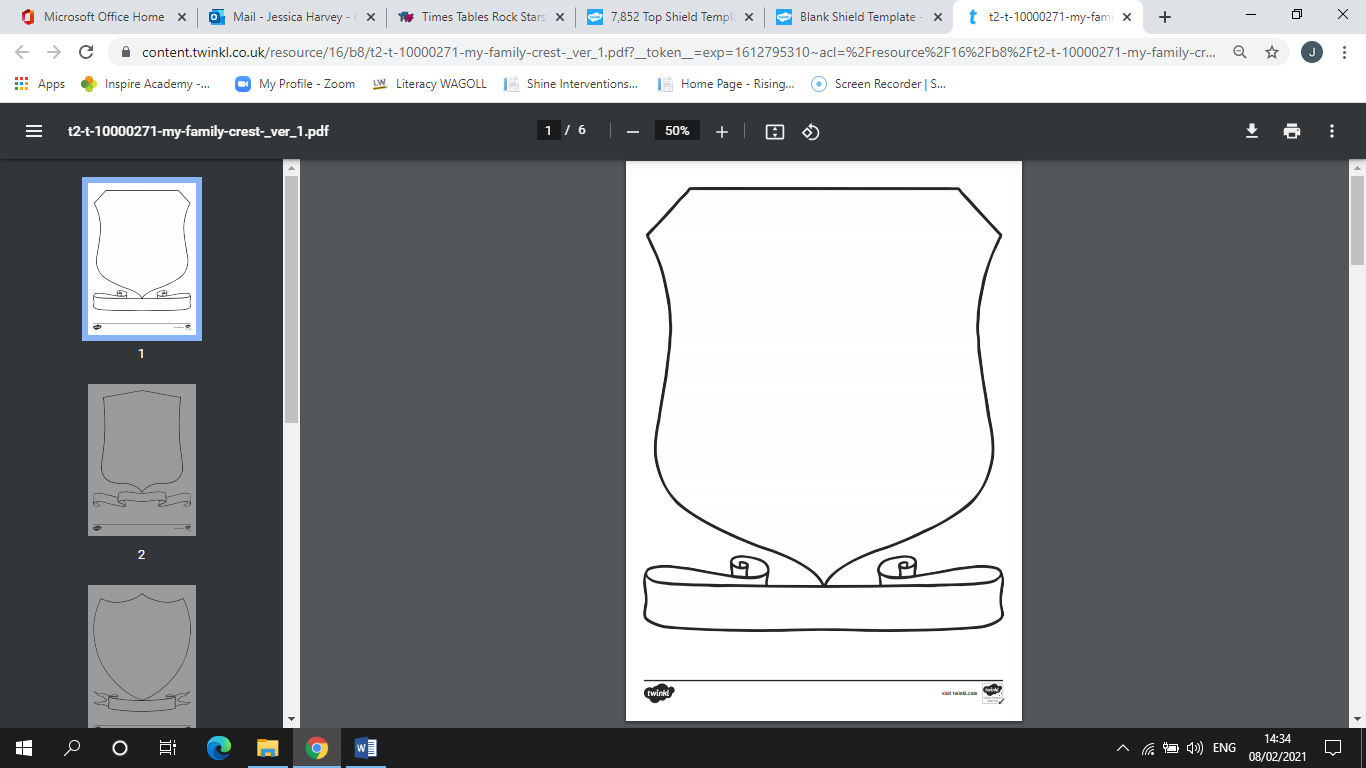 Microsoft Office Home
Mail - Jessica Harvey -
Times Tables Rock Stars
7,852 Top Shield Templ
Blank Shield Template -
t2-t-10000271-my-fami
content.twinkl.co.uk/resource/16/b8/t2-t-10000271-my-family-crest-_ver_1.pdf?__token__=exp=1612795310~acl=%2Fresource%2F16%2Fb8%2Ft2-t-10000271-my-family-cr...
J
Apps
Inspire Academy -...
My Profile - Zoom
LW
Literacy WAGOLL
Shine Interventions...
Home Page - Rising...
Screen Recorder | S...
t2-t-10000271-my-family-crest-_ver_1.pdf
1 / 6
50%
1
2
twinkl
visit twinkl.com
twinkl
ENG
14:34
08/02/2021